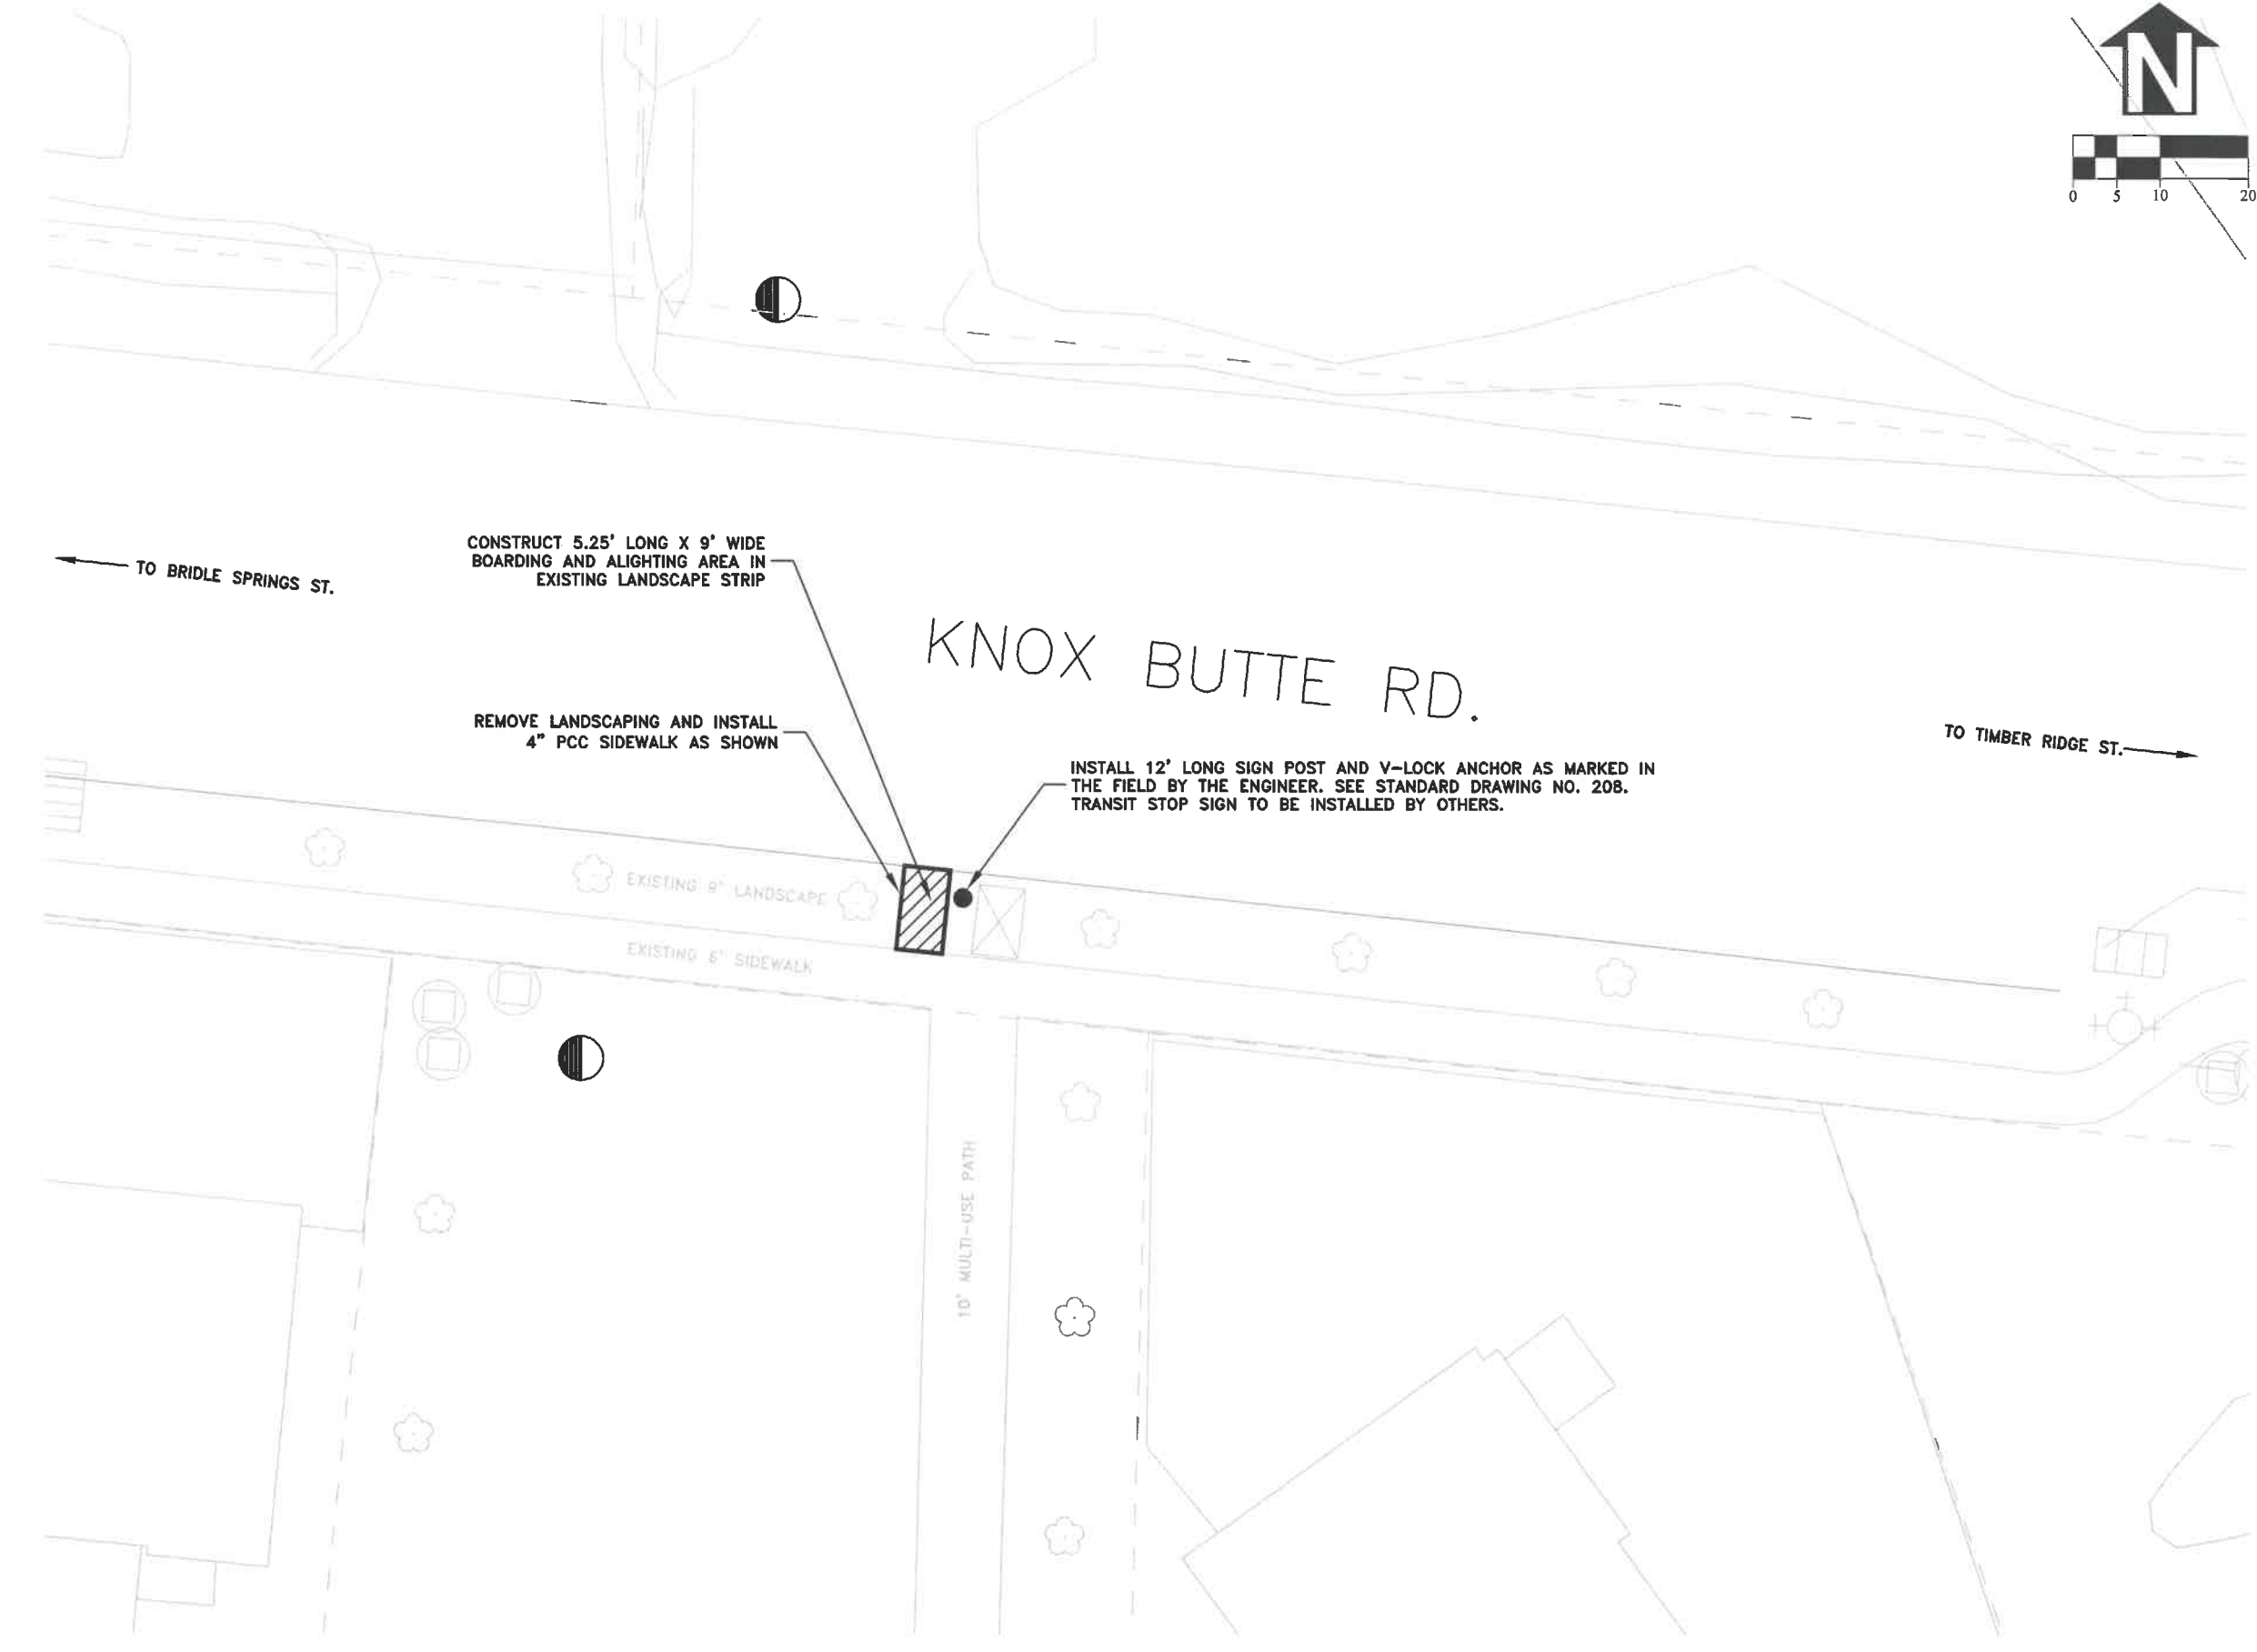 N
0 5 10 20
CONSTRUCT 5.25' LONG X 9' WIDE
BOARDING AND ALIGHTING AREA IN
EXISTING LANDSCAPE STRIP
TO BRIDLE SPRINGS ST.
KNOX BUTTE RD.
REMOVE LANDSCAPING AND INSTALL
4" PCC SIDEWALK AS SHOWN
TO TIMBER RIDGE ST.
INSTALL 12' LONG SIGN POST AND V-LOCK ANCHOR AS MARKED IN
THE FIELD BY THE ENGINEER. SEE STANDARD DRAWING NO. 208.
TRANSIT STOP SIGN TO BE INSTALLED BY OTHERS.
EXISTING LANDSCAPE
EXISTING 6' SIDEWALK
10' MULTI-USE PATH